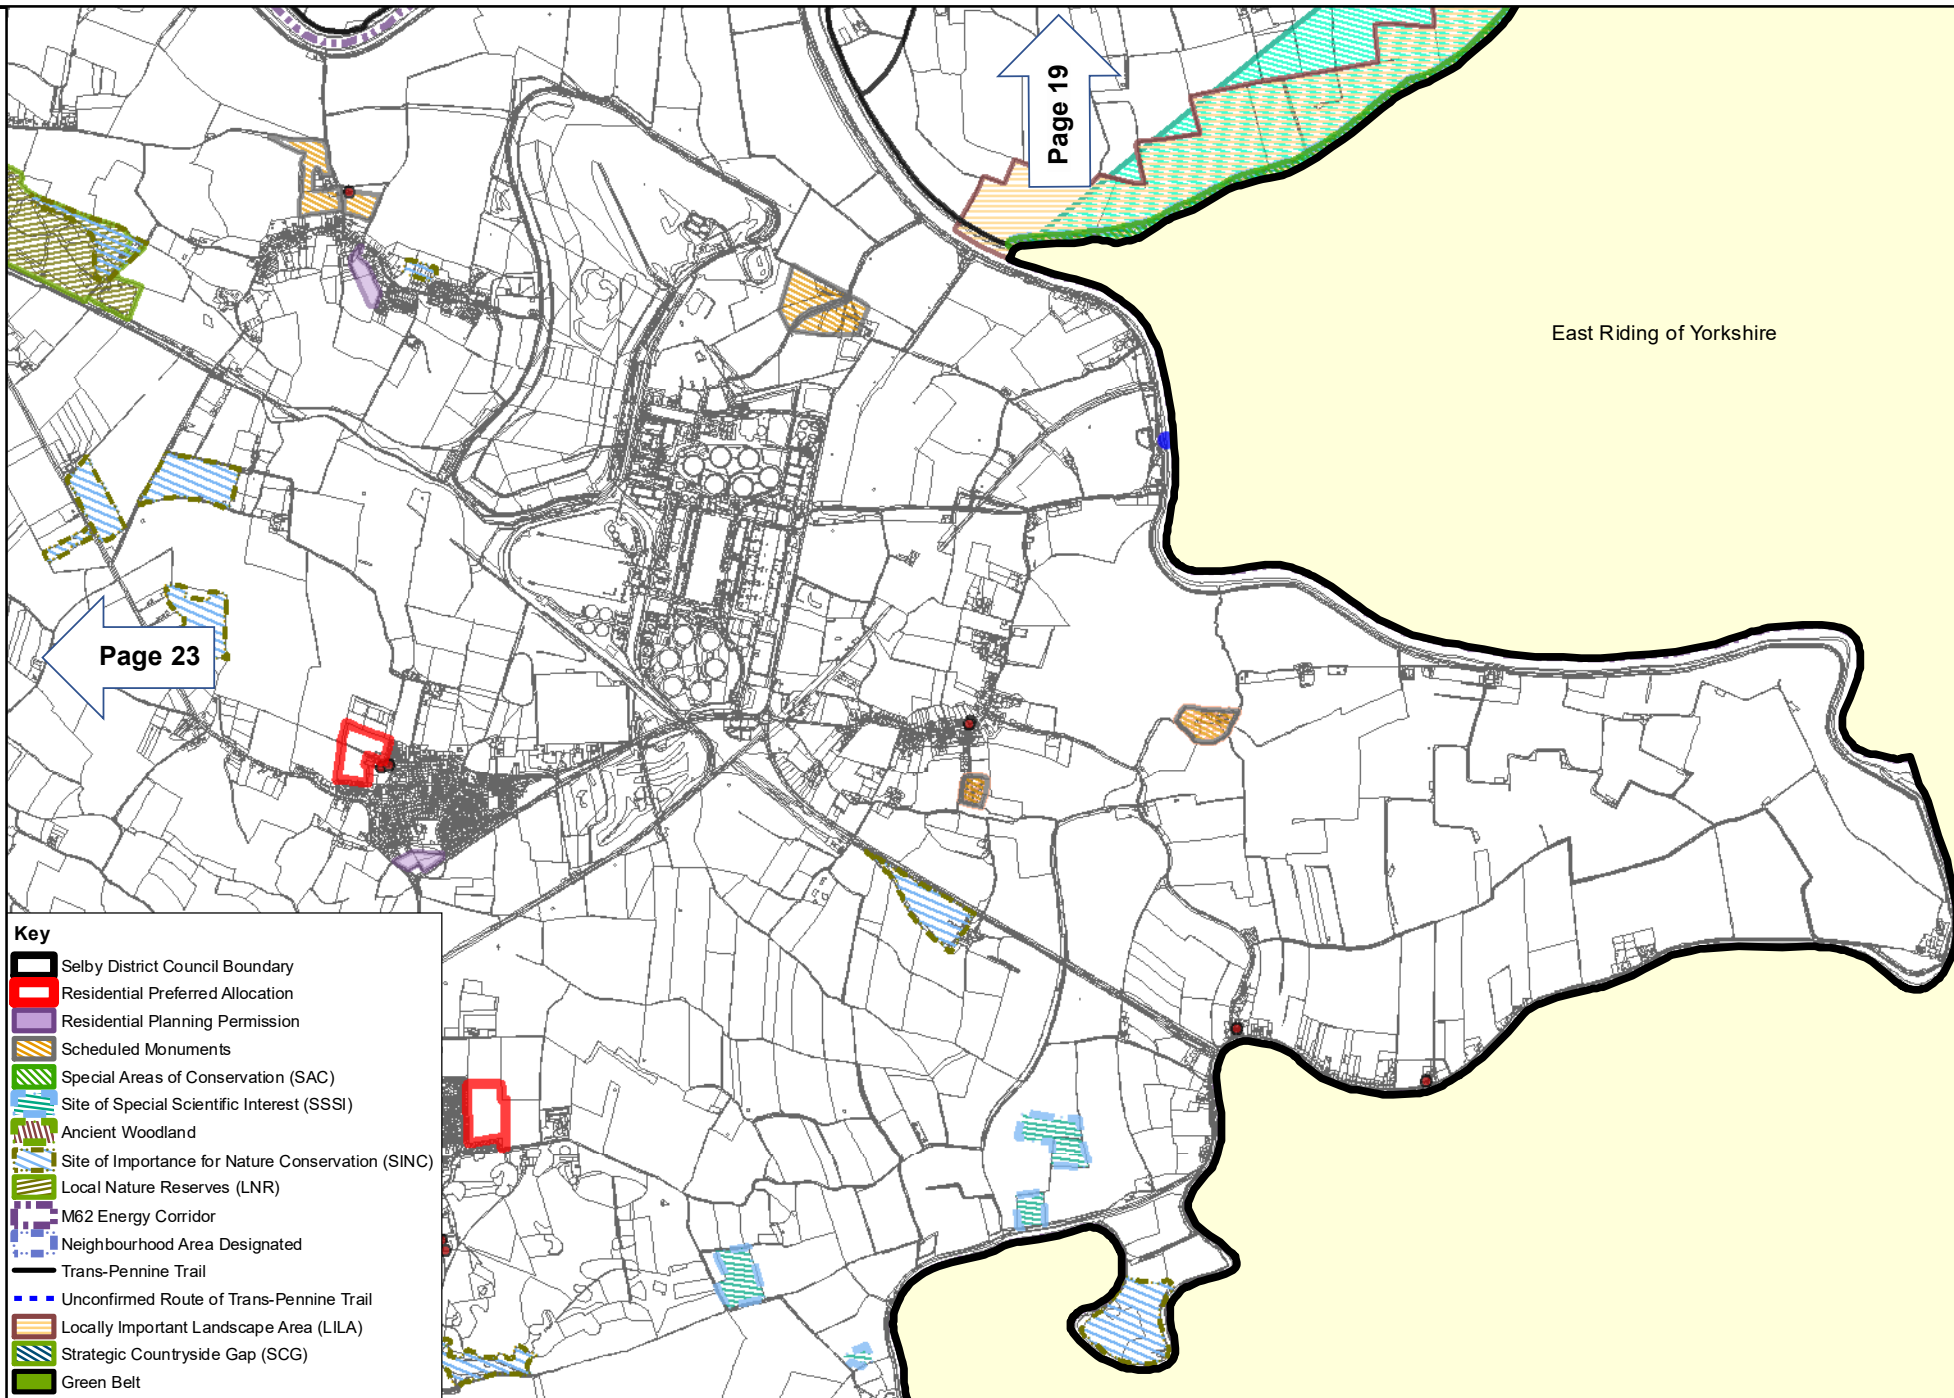 Page 19
East Riding of Yorkshire
Page 23
Key
Selby District Council Boundary
Residential Preferred Allocation
Residential Planning Permission
Scheduled Monuments
Special Areas of Conservation (SAC)
Site of Special Scientific Interest (SSSI)
Ancient Woodland
Site of Importance for Nature Conservation (SINC)
Local Nature Reserves (LNR)
M62 Energy Corridor
Neighbourhood Area Designated
Trans-Pennine Trail
Unconfirmed Route of Trans-Pennine Trail
Locally Important Landscape Area (LILA)
Strategic Countryside Gap (SCG)
Green Belt